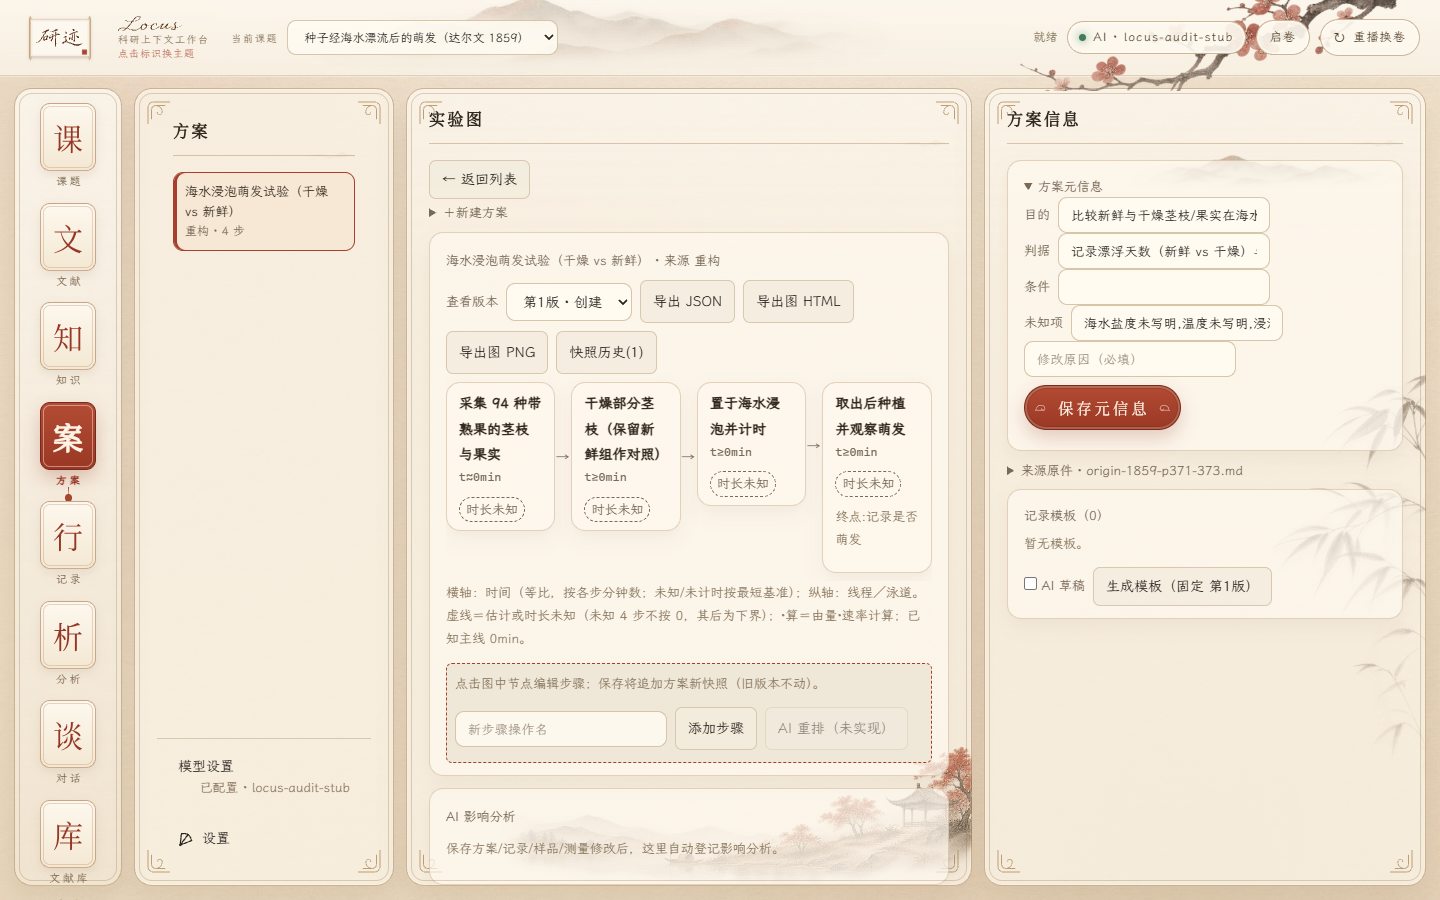 研迹
Locus
科研上下文工作台
点击标识换主题
当前课题
种子经海水漂流后的萌发（达尔文 1859）
就绪
AI · locus-audit-stub
启卷
↻ 重播换卷
课
课题
文
文献
知
知识
案
方案
行
记录
析
分析
谈
对话
库
文献库
方案
海水浸泡萌发试验（干燥
vs 新鲜）
重构 · 4 步
模型设置
已配置 · locus-audit-stub
设置
实验图
← 返回列表
▶ ＋新建方案
海水浸泡萌发试验（干燥 vs 新鲜） · 来源 重构
查看版本
第1版 · 创建
导出 JSON
导出图 HTML
导出图 PNG
快照历史(1)
采集 94 种带
熟果的茎枝
与果实
t≈0min
时长未知
→
干燥部分茎
枝（保留新
鲜组作对照）
t≥0min
时长未知
→
置于海水浸
泡并计时
t≥0min
时长未知
→
取出后种植
并观察萌发
t≥0min
时长未知
终点:记录是否
萌发
横轴：时间（等比，按各步分钟数；未知/未计时按最短基准）；纵轴：线程／泳道。
虚线＝估计或时长未知（未知 4 步不按 0，其后为下界）；·算＝由量·速率计算；已
知主线 0min。
点击图中节点编辑步骤；保存将追加方案新快照（旧版本不动）。
新步骤操作名
添加步骤
AI 重排（未实现）
AI 影响分析
保存方案/记录/样品/测量修改后，这里自动登记影响分析。
方案信息
▼ 方案元信息
目的
比较新鲜与干燥茎枝/果实在海水
判据
记录漂浮天数（新鲜 vs 干燥）
条件
未知项
海水盐度未写明,温度未写明,浸
修改原因（必填）
保存元信息
▶ 来源原件 · origin-1859-p371-373.md
记录模板（0）
暂无模板。
AI 草稿
生成模板（固定 第1版）